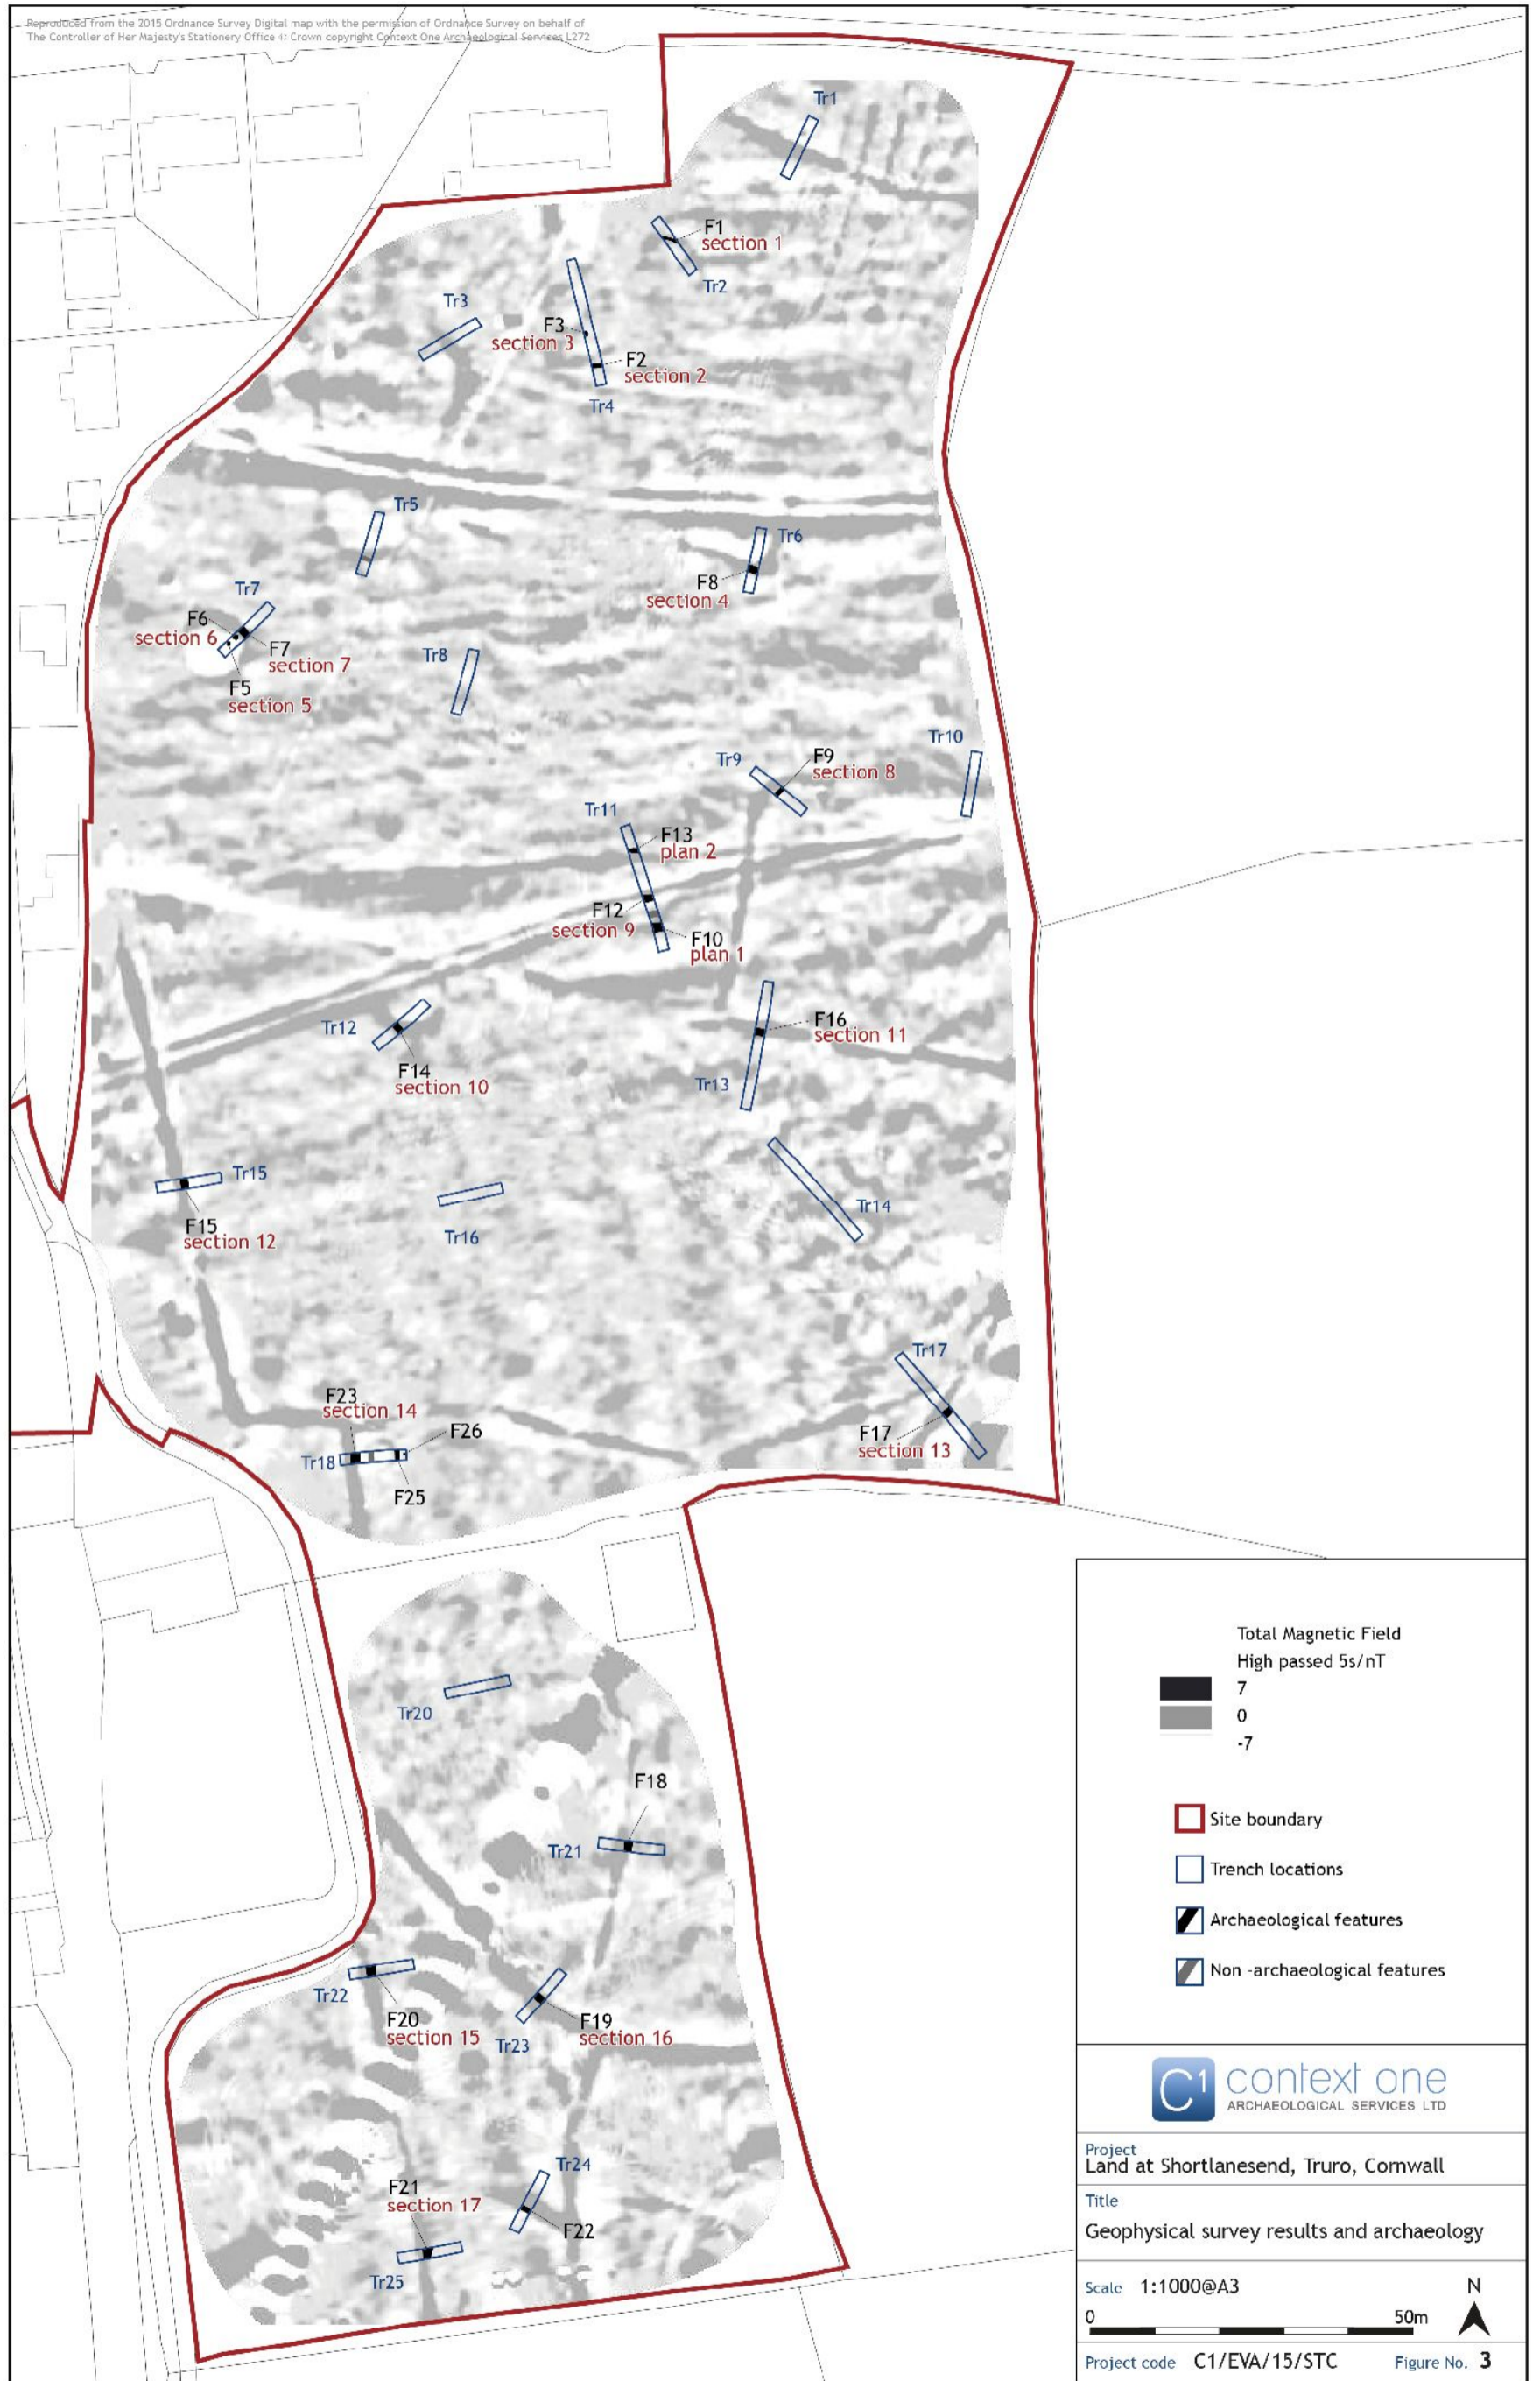 Reproduced from the 2015 Ordnance Survey Digital map with the permission of Ordnance Survey on behalf of
The Controller of Her Majesty's Stationery Office © Crown copyright Context One Archaeological Services L272
Tr1
F1
section 1
Tr2
Tr3
F3
section 3
F2
section 2
Tr4
Tr5
Tr6
F8
section 4
Tr7
F6
section 6
F7
section 7
F5
section 5
Tr8
Tr9
F9
section 8
Tr10
Tr11
F13
plan 2
F12
section 9
F10
plan 1
Tr12
F14
section 10
F16
section 11
Tr13
Tr15
F15
section 12
Tr16
Tr14
Tr17
F17
section 13
F23
section 14
F26
Tr18
F25
Tr20
F18
Tr21
Tr22
F20
section 15
Tr23
F19
section 16
Tr24
F21
section 17
F22
Tr25
Total Magnetic Field
High passed 5s/nT
7
0
-7
Site boundary
Trench locations
Archaeological features
Non -archaeological features
C1 context one
ARCHAEOLOGICAL SERVICES LTD
Project
Land at Shortlanesend, Truro, Cornwall
Title
Geophysical survey results and archaeology
Scale 1:1000@A3
N
0 50m
Project code C1/EVA/15/STC Figure No. 3